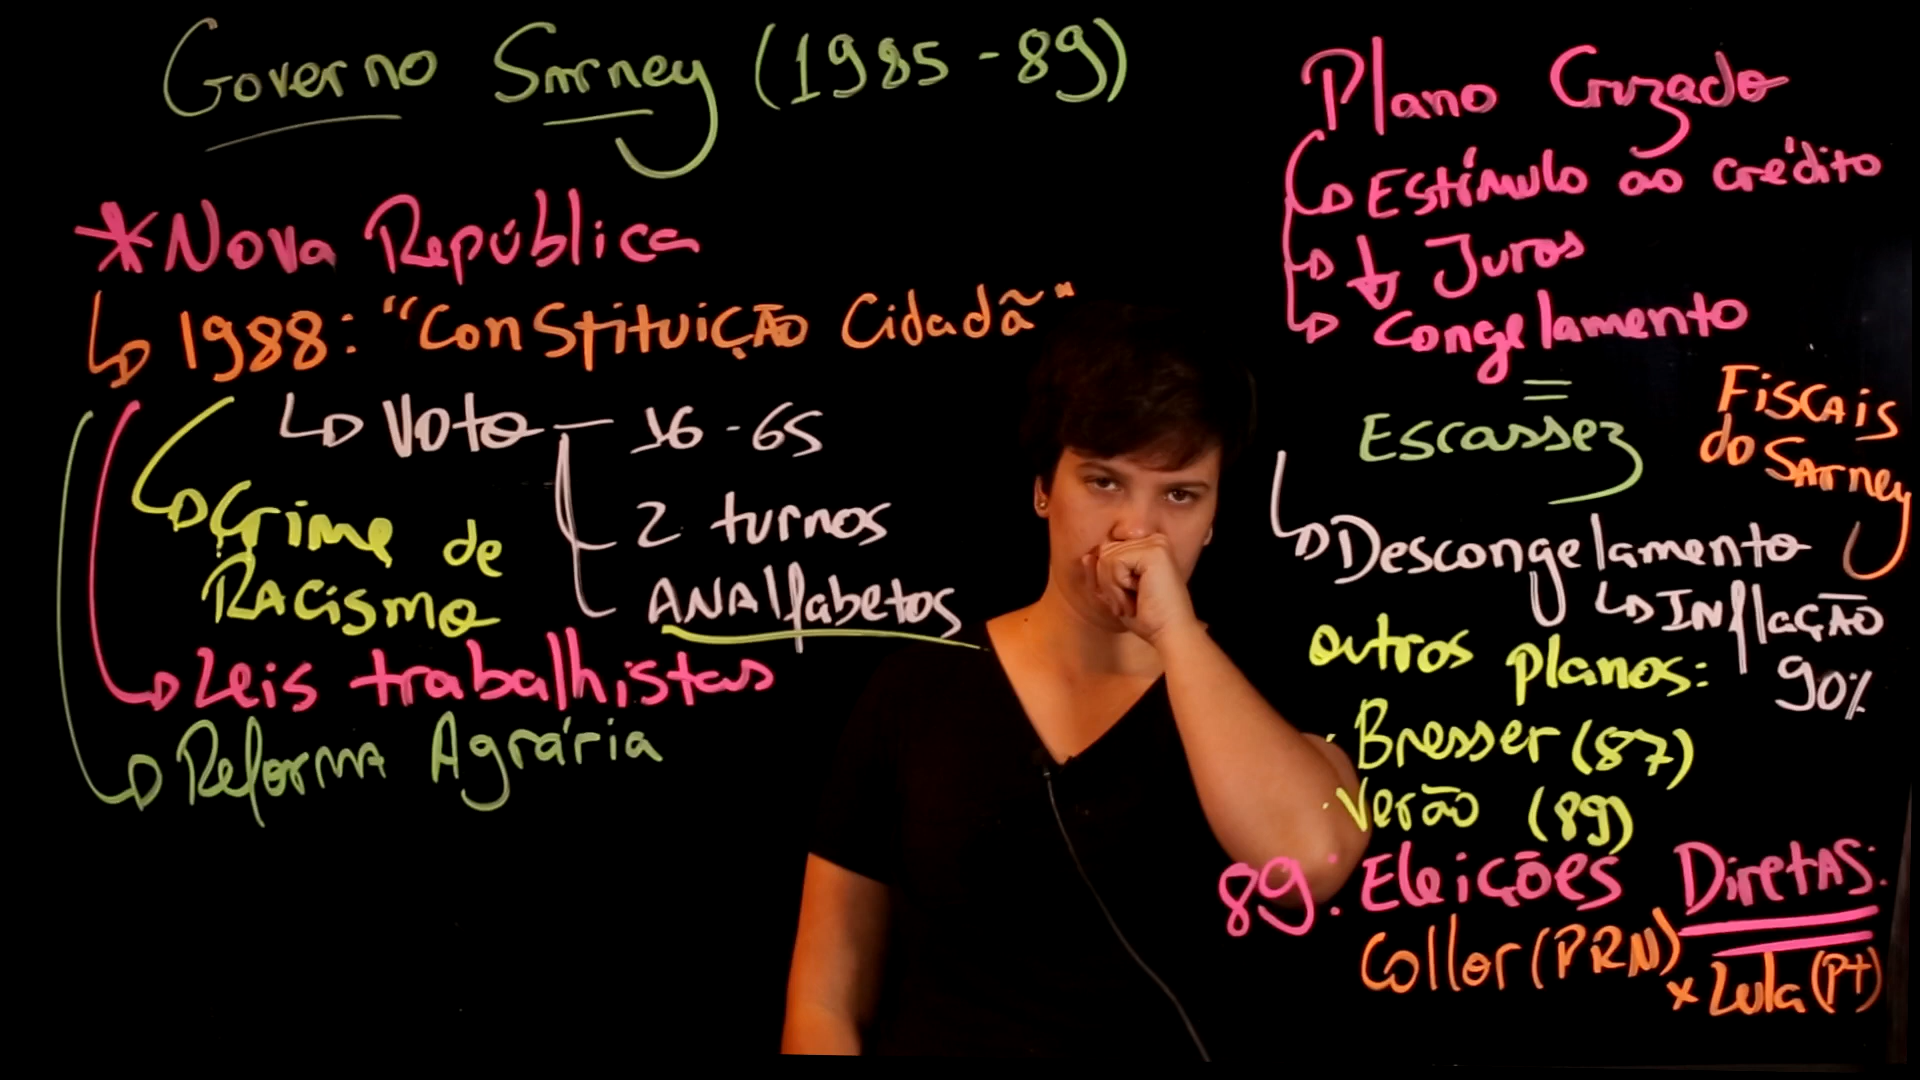 Governo Sarney (1985-89)
*Nova República
1988: "Constituição Cidadã"
Voto - 16-65
2 turnos
Analfabetos
Crime de
Racismo
Leis trabalhistas
Reforma Agrária
Plano Cruzado
Estímulo ao crédito
↓ Juros
Congelamento
=
Escassez
Fiscais
do Sarney
Descongelamento
Inflação
90%
outros planos:
· Bresser (87)
· Verão (89)
89: Eleições Diretas:
Collor (PRN)
x Lula (PT)